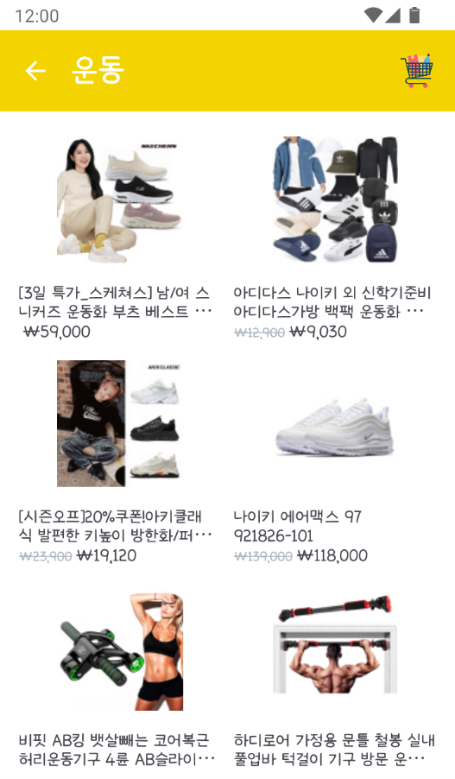 12:00
운동
SKECHERS
[3일 특가_스케쳐스] 남/여 스
니커즈 운동화 부츠 베스트 ···
₩59,000
아디다스 나이키 외 신학기준비
아디다스가방 백팩 운동화 ···
₩12,900 ₩9,030
AKIII CLASSIC
[시즌오프]20%쿠폰!아키클래
식 발편한 키높이 방한화/퍼···
₩23,900 ₩19,120
나이키 에어맥스 97
921826-101
₩139,000 ₩118,000
비핏 AB킹 뱃살빼는 코어복근
허리운동기구 4륜 AB슬라이···
하디로어 가정용 문틀 철봉 실내
풀업바 턱걸이 기구 방문 운···